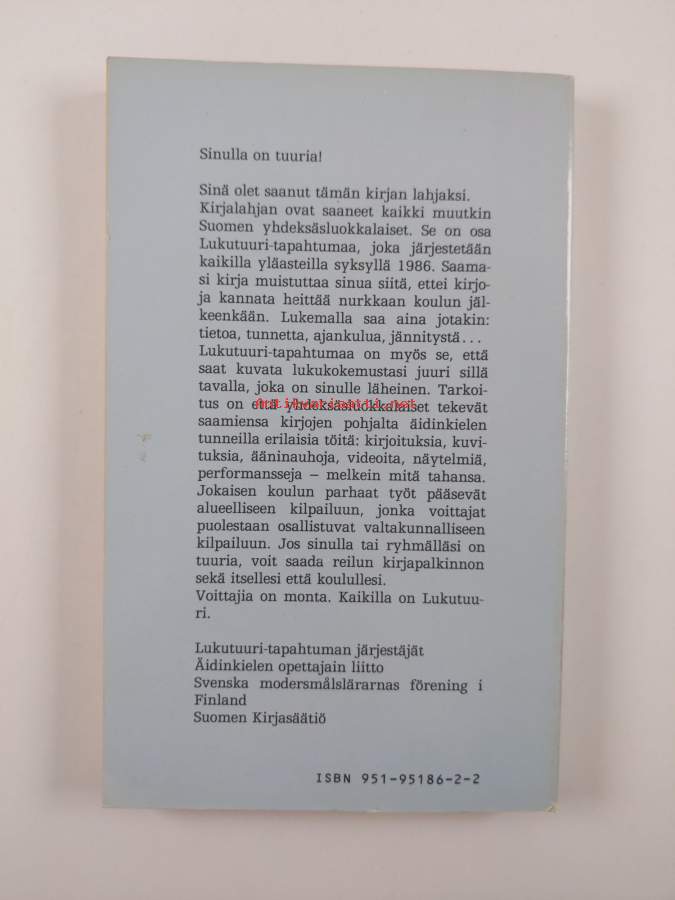 Sinulla on tuuria!
Sinä olet saanut tämän kirjan lahjaksi.
Kirjalahjan ovat saaneet kaikki muutkin
Suomen yhdeksäsluokkalaiset. Se on osa
Lukutuuri-tapahtumaa, joka järjestetään
kaikilla yläasteilla syksyllä 1986. Saama-
si kirja muistuttaa sinua siitä, ettei kirjo-
ja kannata heittää nurkkaan koulun jäl-
keenkään. Lukemalla saa aina jotakin:
tietoa, tunnetta, ajankulua, jännitystä...
Lukutuuri-tapahtumaa on myös se, että
saat kuvata lukukokemustasi juuri sillä
tavalla, joka on sinulle läheinen. Tarkoi-
tus on että yhdeksäsluokkalaiset tekevät
Antikvariaatti.net
saamiensa kirjojen pohjalta äidinkielen
tunneilla erilaisia töitä: kirjoituksia, kuvi-
tuksia, ääninauhoja, videoita, näytelmiä,
performansseja – melkein mitä tahansa.
Jokaisen koulun parhaat työt pääsevät
alueelliseen kilpailuun, jonka voittajat
puolestaan osallistuvat valtakunnalliseen
kilpailuun. Jos sinulla tai ryhmälläsi on
tuuria, voit saada reilun kirjapalkinnon
sekä itsellesi että koulullesi.
Voittajia on monta. Kaikilla on Lukutuu-
ri.
Lukutuuri-tapahtuman järjestäjät
Äidinkielen opettajain liitto
Svenska modersmålslärarnas förening i
Finland
Suomen Kirjasäätiö
ISBN 951-95186-2-2